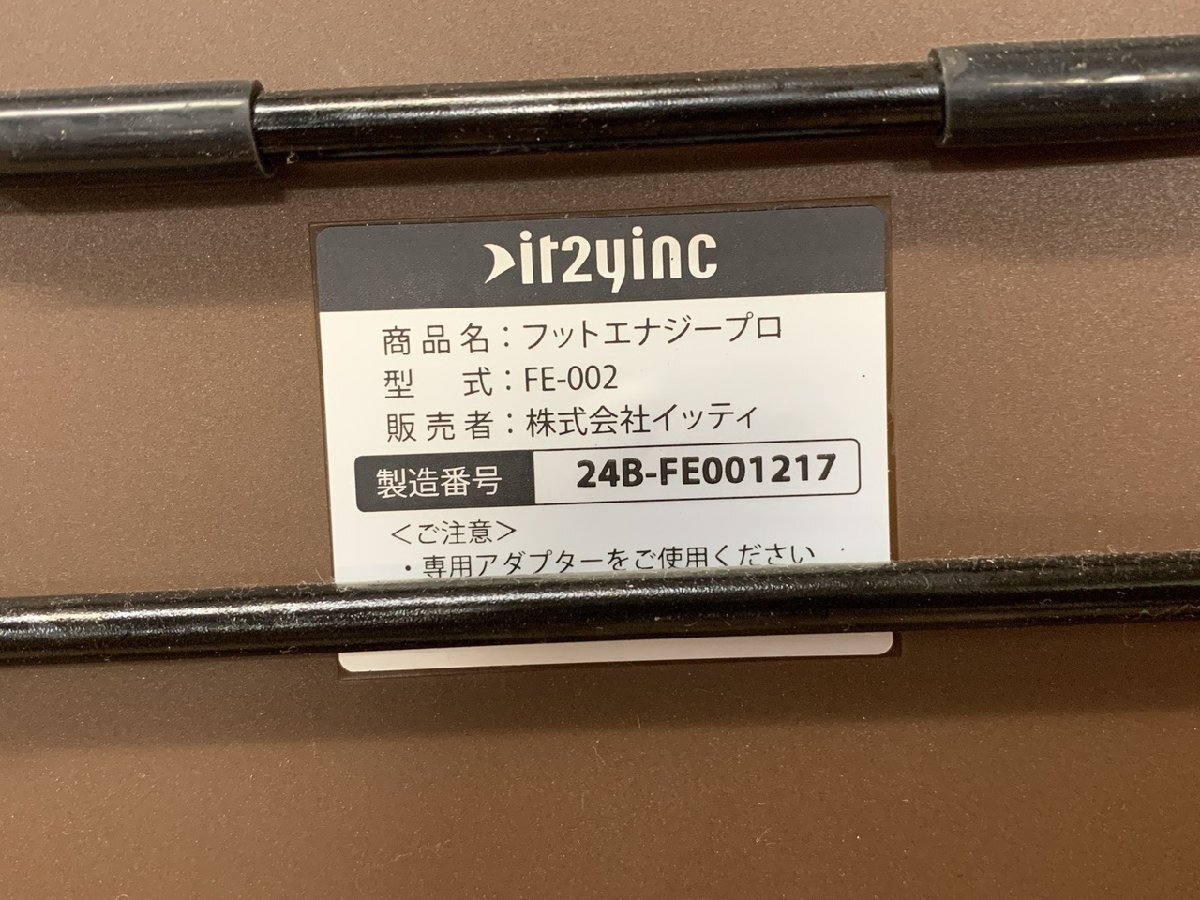 it2yinc
商品名：フットエナジープロ
型　式：FE-002
販売者：株式会社イッティ
製造番号 24B-FE001217
＜ご注意＞
・専用アダプターをご使用ください